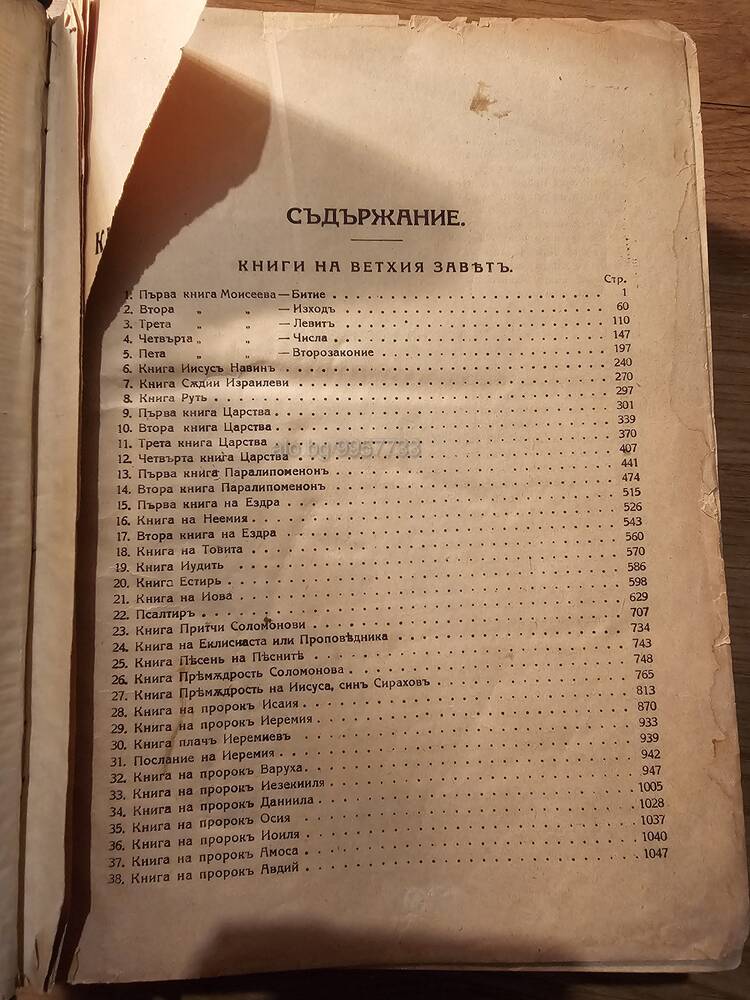 СЪДЪРЖАНИЕ.
КНИГИ НА ВЕТХИЯ ЗАВѢТЪ.
Стр.
1. Първа книга Моисеева — Битие . . . 1
2. Втора „ „ — Изходъ . . . 60
3. Трета „ „ — Левитъ . . . 110
4. Четвърта „ „ — Числа . . . 147
5. Пета „ „ — Второзаконие . . . 197
6. Книга Иисусъ Навинъ . . . 240
7. Книга Сѫдии Израилеви . . . 270
8. Книга Руть . . . 297
9. Първа книга Царства . . . 301
10. Втора книга Царства . . . 339
11. Трета книга Царства . . . 370
12. Четвърта книга Царства . . . 407
13. Първа книга Паралипоменонъ . . . 441
14. Втора книга Паралипоменонъ . . . 474
15. Първа книга на Ездра . . . 515
16. Книга на Неемия . . . 526
17. Втора книга на Ездра . . . 543
18. Книга на Товита . . . 560
19. Книга Иудить . . . 570
20. Книга Естирь . . . 586
21. Книга на Иова . . . 598
22. Псалтиръ . . . 629
23. Книга Притчи Соломонови . . . 707
24. Книга на Еклисиаста или Проповѣдника . . . 734
25. Книга Пѣсень на Пѣснитѣ . . . 743
26. Книга Прѣмѫдрость Соломонова . . . 748
27. Книга Прѣмѫдрость на Иисуса, синъ Сираховъ . . . 765
28. Книга на пророкъ Исаия . . . 813
29. Книга на пророкъ Иеремия . . . 870
30. Книга плачъ Иеремиевъ . . . 933
31. Послание на Иеремия . . . 939
32. Книга на пророкъ Варуха . . . 942
33. Книга на пророкъ Иезекииля . . . 947
34. Книга на пророкъ Даниила . . . 1005
35. Книга на пророкъ Осия . . . 1028
36. Книга на пророкъ Иоиля . . . 1037
37. Книга на пророкъ Амоса . . . 1040
38. Книга на пророкъ Авдий . . . 1047
alo.bg/9957733